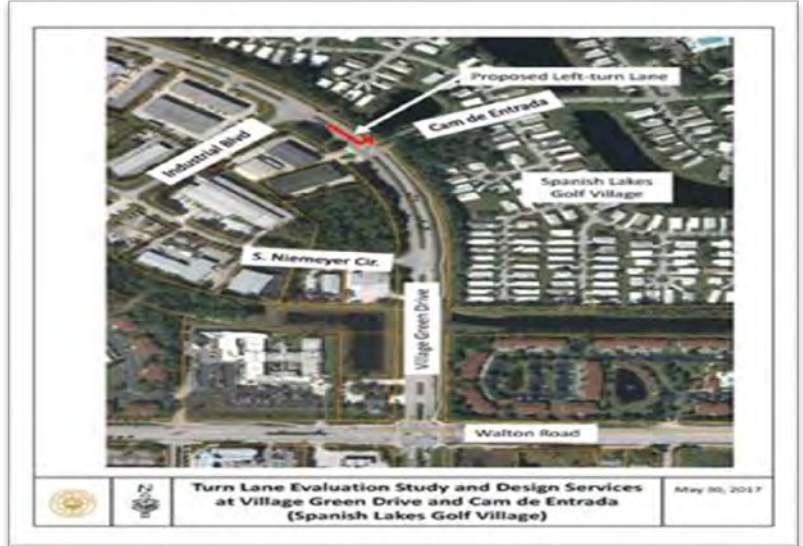 Proposed Left-turn Lane
Cam de Entrada
Industrial Blvd
Spanish Lakes
Golf Village
S. Niemeyer Cir.
Village Green Drive
Walton Road
Turn Lane Evaluation Study and Design Services
at Village Green Drive and Cam de Entrada
(Spanish Lakes Golf Village)
May 30, 2017